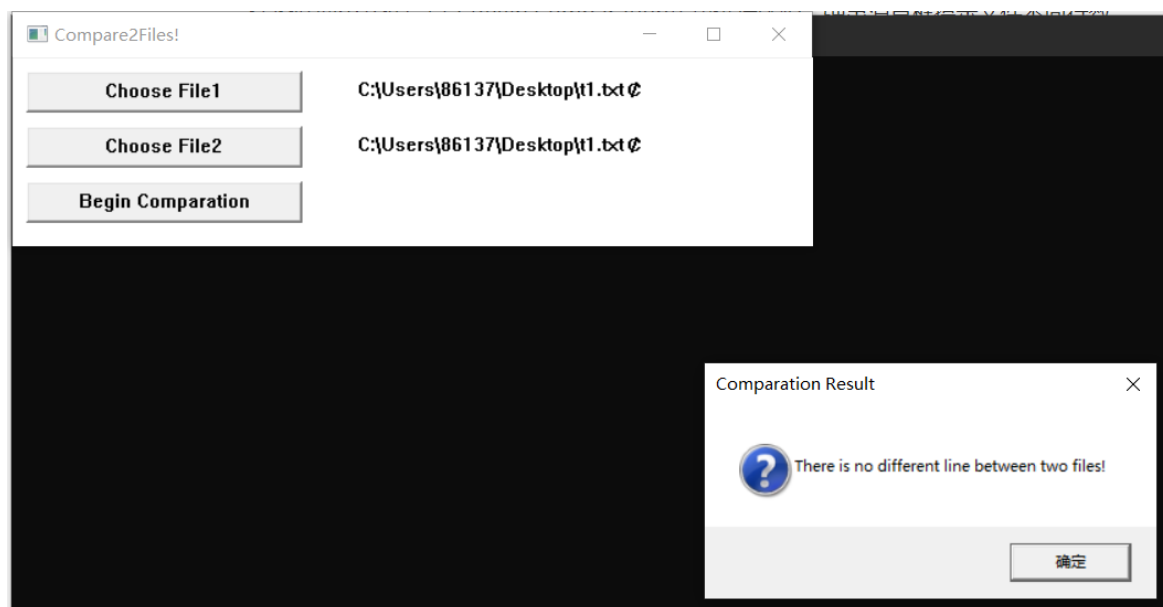 Compare2Files!
Choose File1
C:\Users\86137\Desktop\t1.txt₡
Choose File2
C:\Users\86137\Desktop\t1.txt₡
Begin Comparation
Comparation Result
There is no different line between two files!
确定